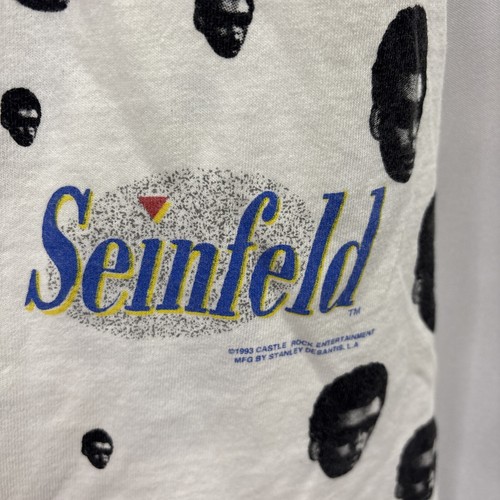 Seinfeld
TM
©1993 CASTLE ROCK ENTERTAINMENT
MFG BY STANLEY DESANTIS, L.A